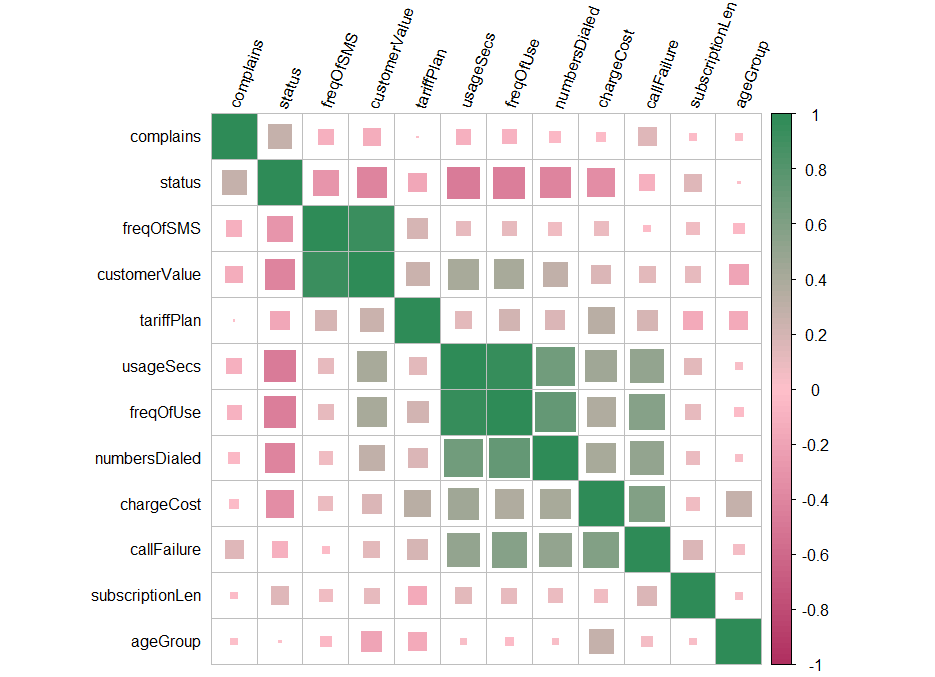 complains
status
freqOfSMS
customerValue
tariffPlan
usageSecs
freqOfUse
numbersDialed
chargeCost
callFailure
subscriptionLen
ageGroup
complains
status
freqOfSMS
customerValue
tariffPlan
usageSecs
freqOfUse
numbersDialed
chargeCost
callFailure
subscriptionLen
ageGroup
1
0.8
0.6
0.4
0.2
0
-0.2
-0.4
-0.6
-0.8
-1